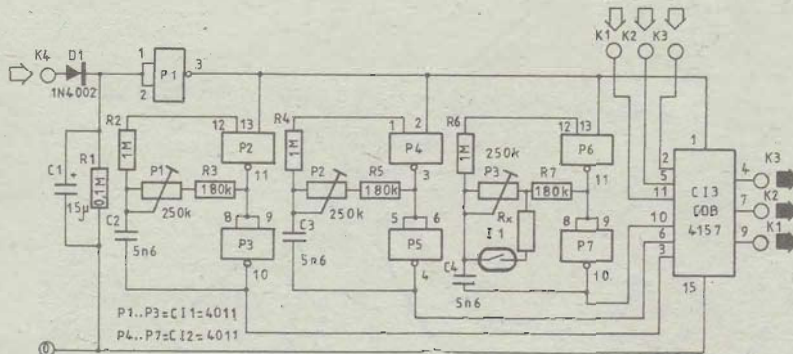 K1 K2 K3
K4 D1
1N4002
1 2 P1 3
R2 12 13 R4 1 2 R6 12 13 1
1M P2 1M P4 1M 250k P6
P1 R3 11 P2 R5 3 P3 R7 11
180k 180k 180k
250k 250k
C1 + R1
15µ 0,1M
C2 8 9 C3 5 6 Rx 8 9
5n6 P3 5n6 P5 I1 P7
10 4 C4 10
5n6
2 5 11 10 6 3
CI3
COB
4157
15
4 K3
7 K2
9 K1
P1..P3=CI1=4011
P4..P7=CI2=4011
0